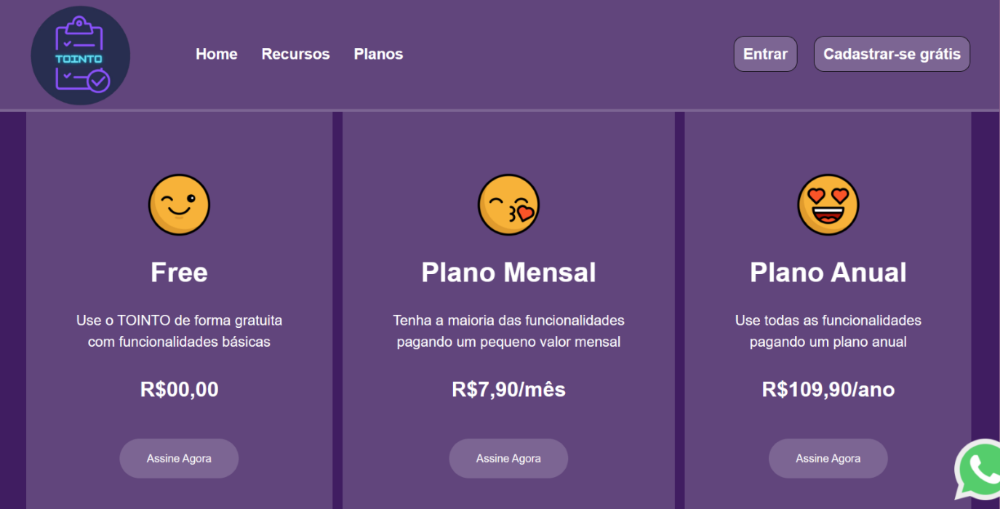 TOINTO
Home
Recursos
Planos
Entrar
Cadastrar-se grátis
Free
Use o TOINTO de forma gratuita
com funcionalidades básicas
R$00,00
Assine Agora
Plano Mensal
Tenha a maioria das funcionalidades
pagando um pequeno valor mensal
R$7,90/mês
Assine Agora
Plano Anual
Use todas as funcionalidades
pagando um plano anual
R$109,90/ano
Assine Agora